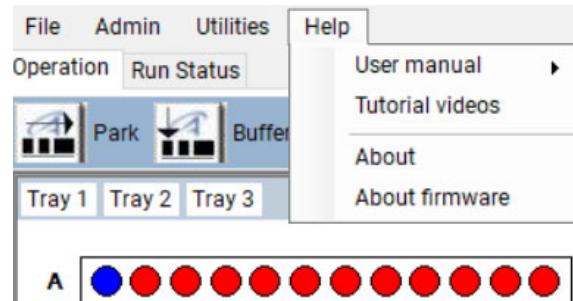 File Admin Utilities Help
Operation Run Status
User manual
Tutorial videos
Park Buffer
About
About firmware
Tray 1 Tray 2 Tray 3
A